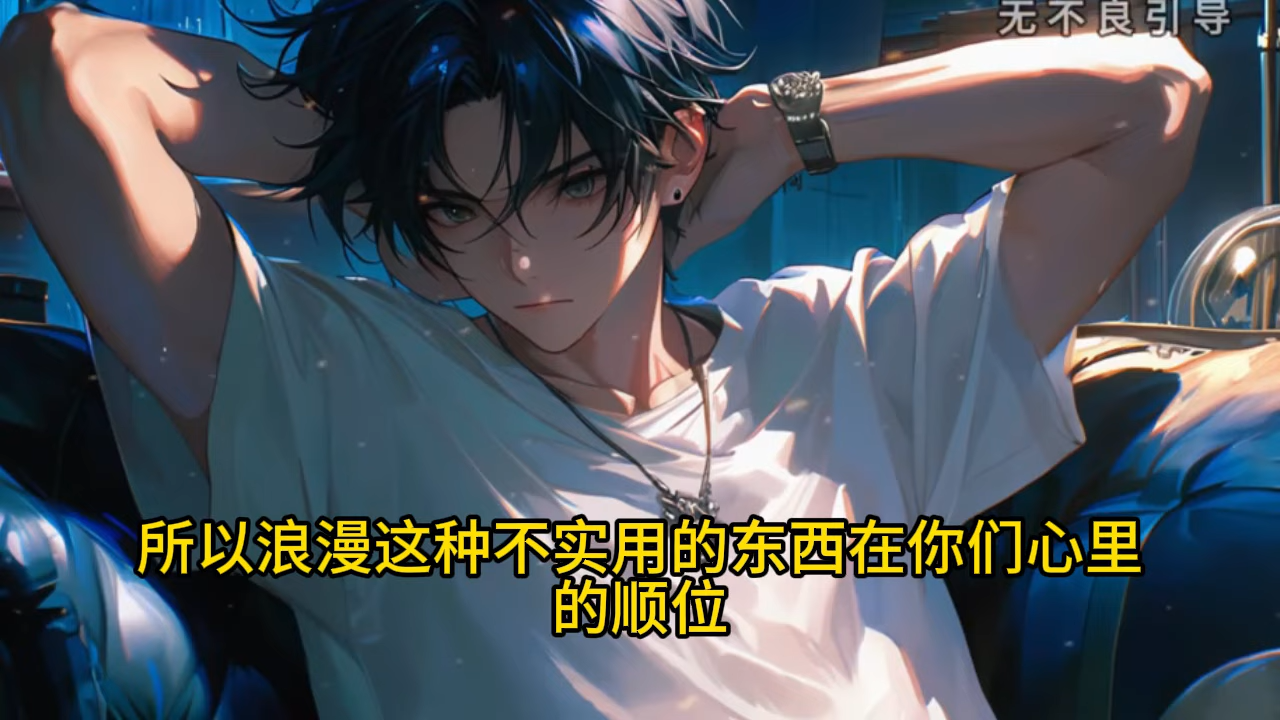 无不良引导
所以浪漫这种不实用的东西在你们心里
的顺位